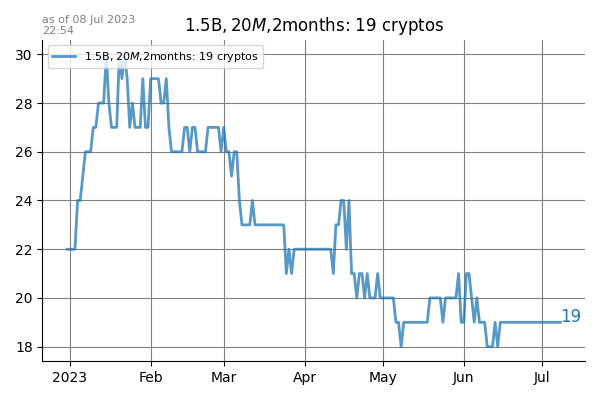 as of 08 Jul 2023
22:54
1.5B, 20M,2months: 19 cryptos
1.5B, 20M,2months: 19 cryptos
30
28
26
24
22
20
18
19
2023
Feb
Mar
Apr
May
Jun
Jul